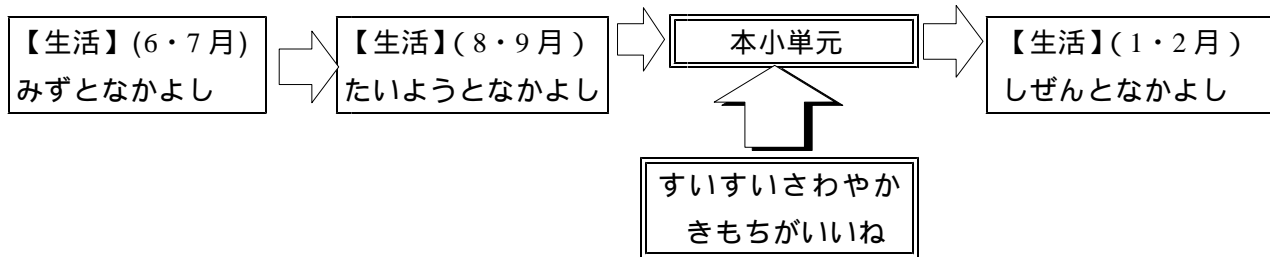 【生活】(6・7月)
みずとなかよし
【生活】(8・9月)
たいようとなかよし
本小単元
【生活】(1・2月)
しぜんとなかよし
すいすいさわやか
きもちがいいね